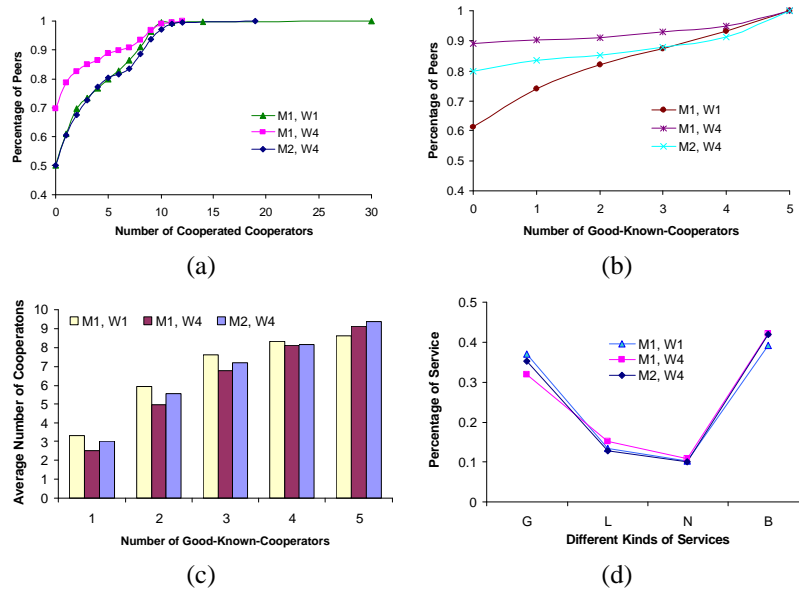 Percentage of Peers
1
0.9
0.8
0.7
0.6
0.5
0.4
M1, W1
M1, W4
M2, W4
0 5 10 15 20 25 30
Number of Cooperated Cooperators
(a)
Percentage of Peers
1
0.9
0.8
0.7
0.6
0.5
0.4
M1, W1
M1, W4
M2, W4
0 1 2 3 4 5
Number of Good-Known-Cooperators
(b)
Average Number of Cooperatons
10
9
8
7
6
5
4
3
2
1
0
M1, W1 M1, W4 M2, W4
1 2 3 4 5
Number of Good-Known-Cooperators
(c)
Percentage of Service
0.5
0.4
0.3
0.2
0.1
0
M1, W1
M1, W4
M2, W4
G L N B
Different Kinds of Services
(d)